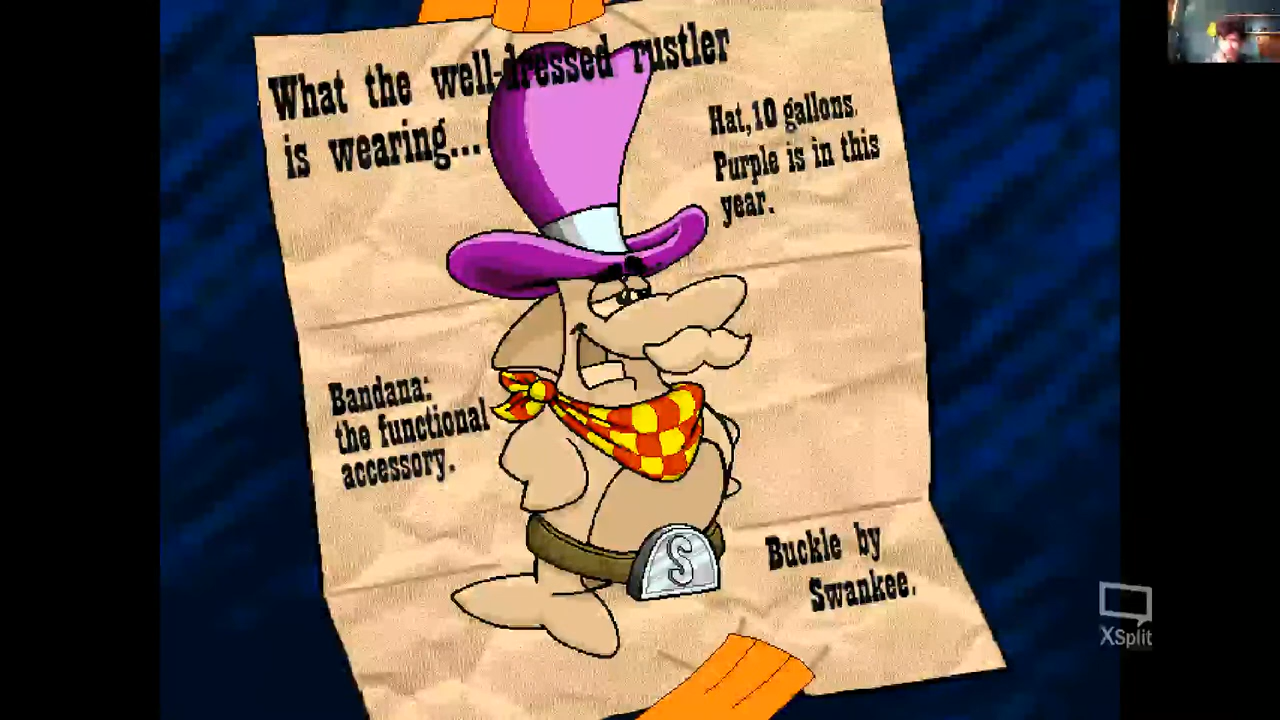 What the well-dressed rustler
is wearing...
Hat, 10 gallons.
Purple is in this
year.
Bandana:
the functional
accessory.
S
Buckle by
Swankee.
XSplit